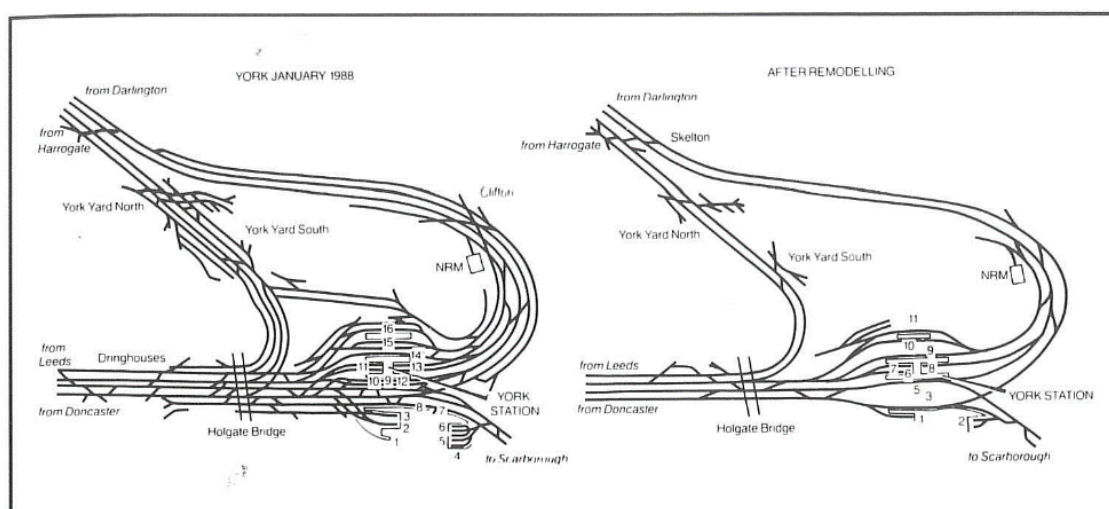 YORK JANUARY 1988
from Darlington
from
Harrogate
Clifton
York Yard North
York Yard South
NRM
16
15
14
13
11
10 9 12
from
Leeds
Dringhouses
from Doncaster
Holgate Bridge
8
7
3
2
1
6
5
4
YORK
STATION
to Scarborough
AFTER REMODELLING
from Darlington
from Harrogate
Skelton
York Yard North
York Yard South
NRM
11
10
9
7
8
6
5
3
1
2
from Leeds
from Doncaster
Holgate Bridge
YORK STATION
to Scarborough